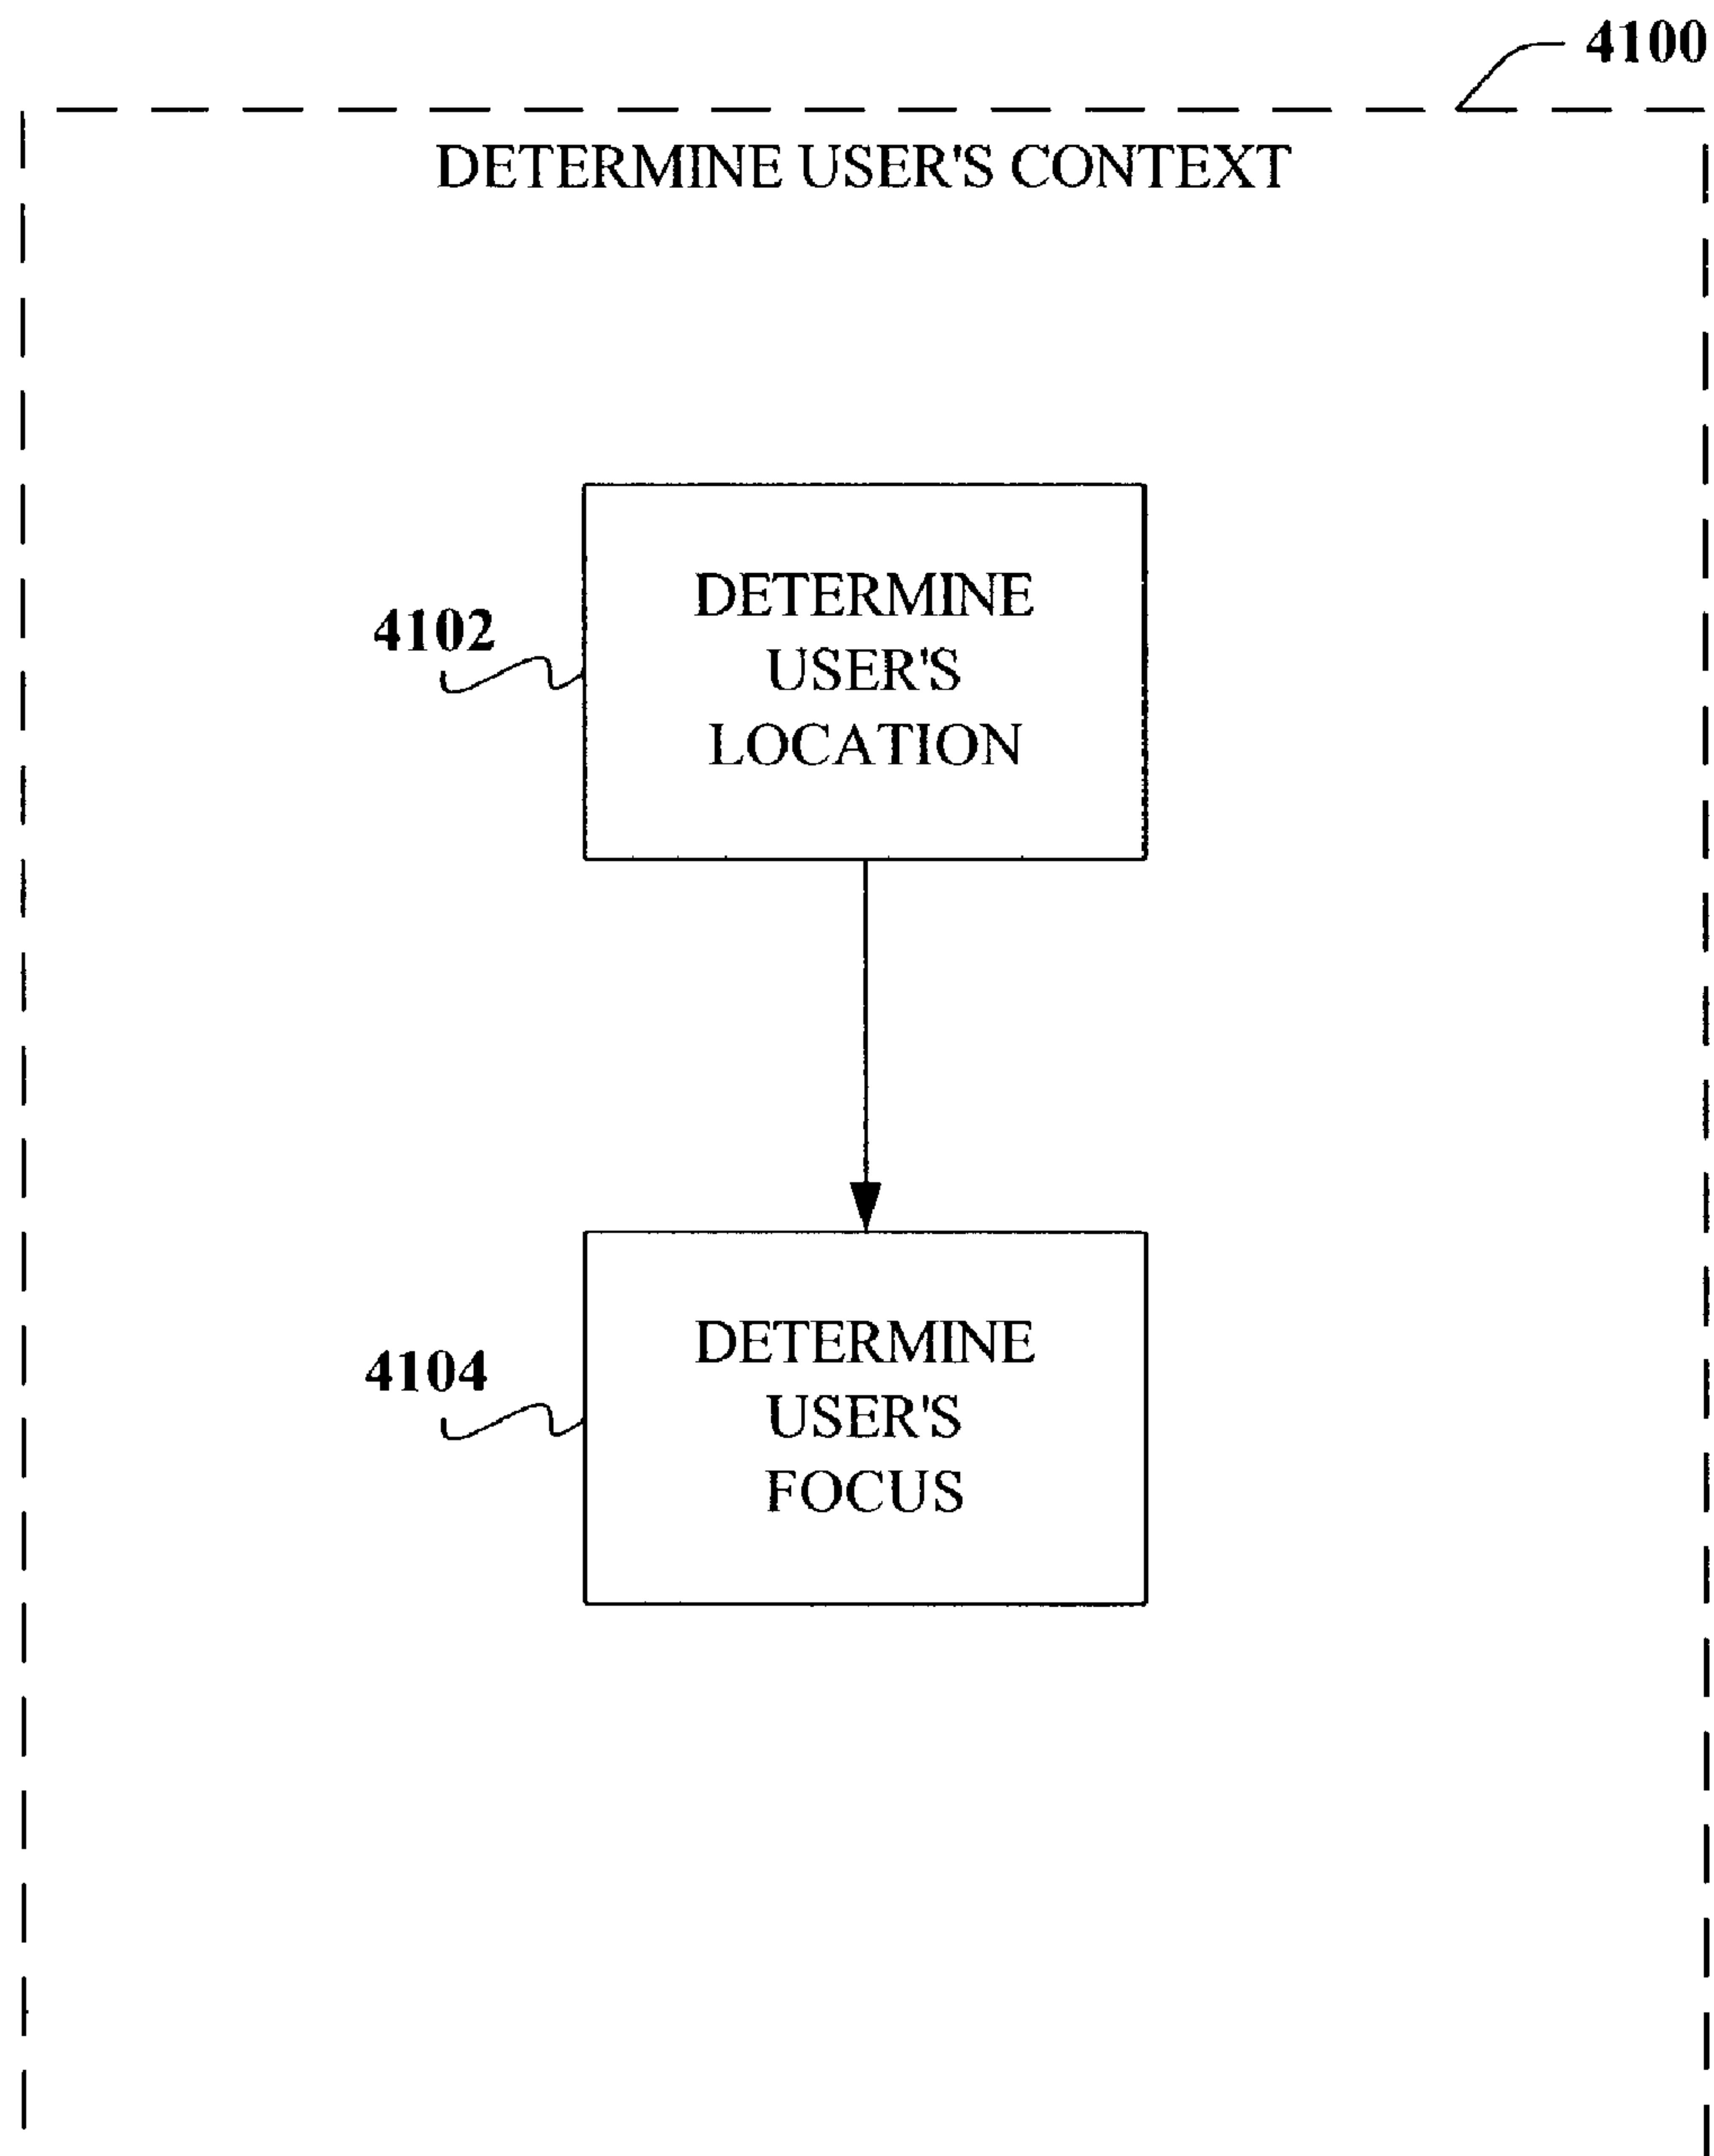 4100
DETERMINE USER'S CONTEXT
DETERMINE
USER'S
LOCATION
4102
DETERMINE
USER'S
FOCUS
4104